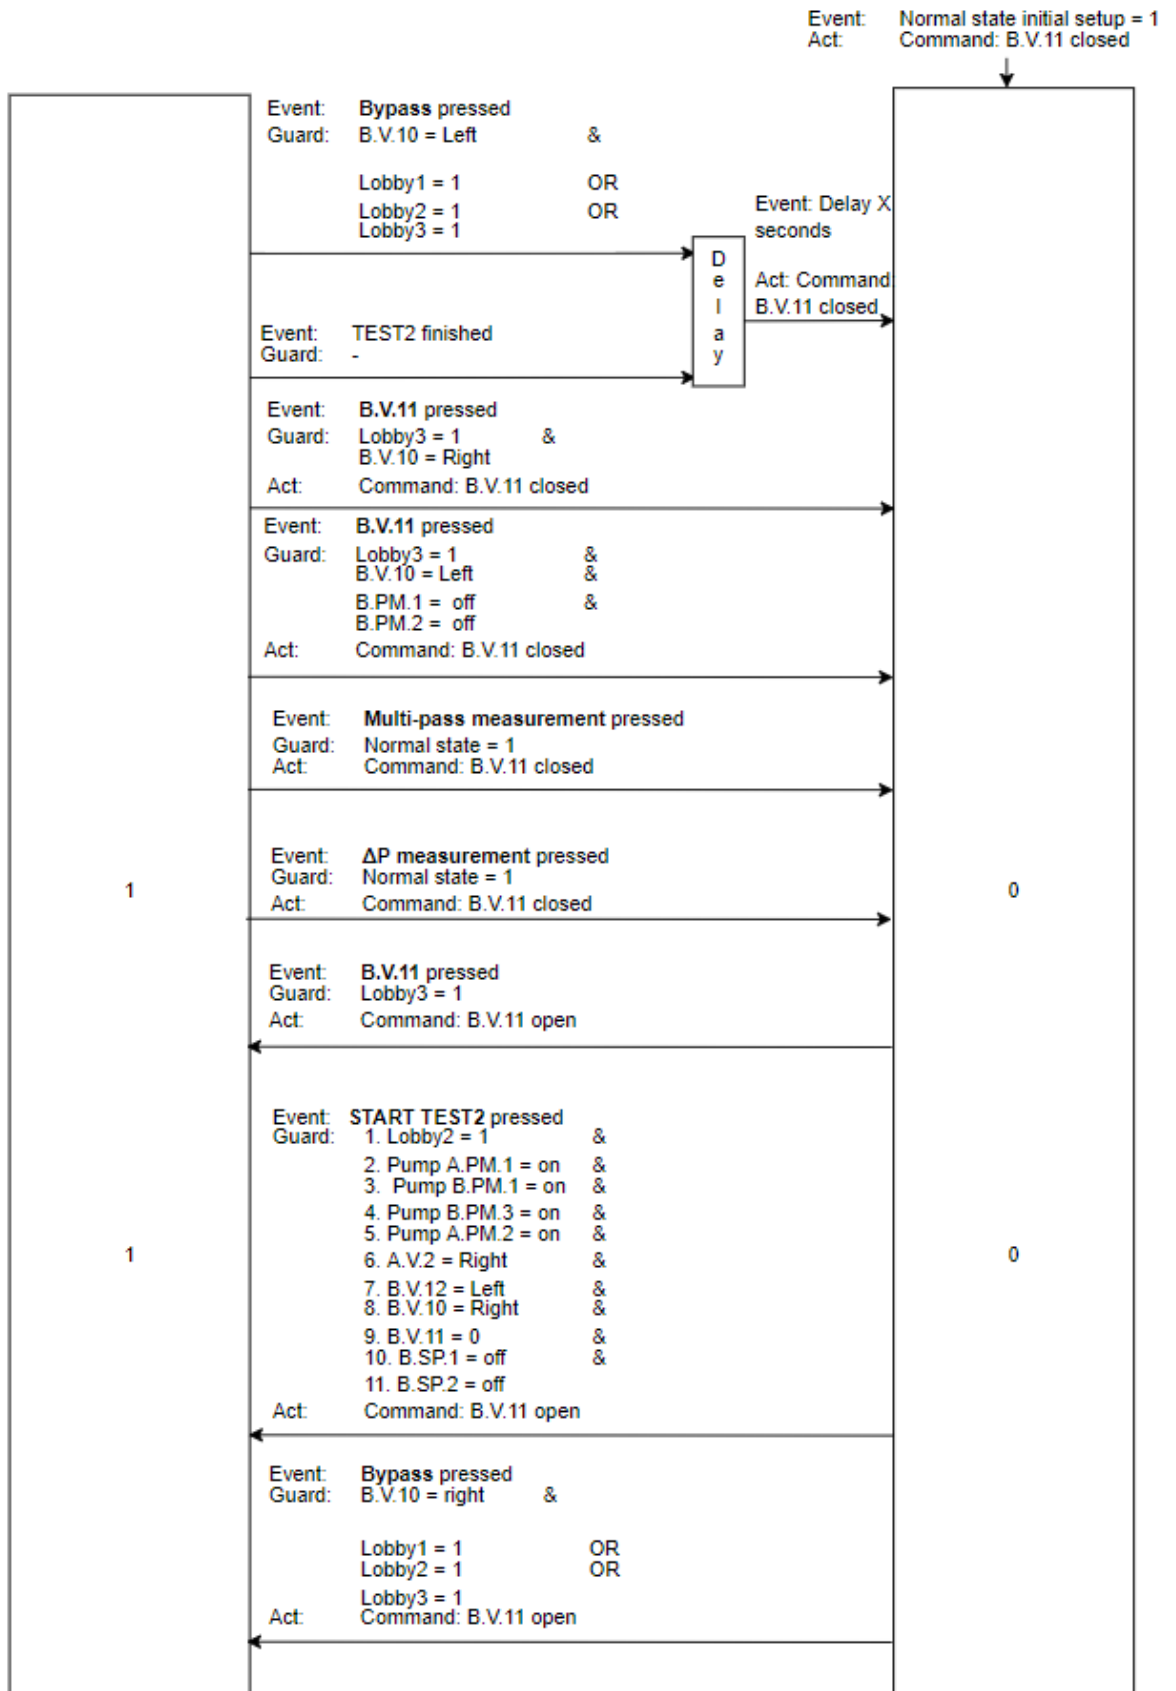 Event: Normal state initial setup = 1
Act: Command: B.V.11 closed
Event: Bypass pressed
Guard: B.V.10 = Left &
Lobby1 = 1 OR
Lobby2 = 1 OR
Lobby3 = 1
Event: Delay X
seconds
Delay
Act: Command:
B.V.11 closed
Event: TEST2 finished
Guard: -
Event: B.V.11 pressed
Guard: Lobby3 = 1 &
B.V.10 = Right
Act: Command: B.V.11 closed
Event: B.V.11 pressed
Guard: Lobby3 = 1 &
B.V.10 = Left &
B.PM.1 = off &
B.PM.2 = off
Act: Command: B.V.11 closed
Event: Multi-pass measurement pressed
Guard: Normal state = 1
Act: Command: B.V.11 closed
Event: ΔP measurement pressed
Guard: Normal state = 1
Act: Command: B.V.11 closed
1
0
Event: B.V.11 pressed
Guard: Lobby3 = 1
Act: Command: B.V.11 open
Event: START TEST2 pressed
Guard: 1. Lobby2 = 1 &
2. Pump A.PM.1 = on &
3. Pump B.PM.1 = on &
4. Pump B.PM.3 = on &
5. Pump A.PM.2 = on &
6. A.V.2 = Right &
7. B.V.12 = Left &
8. B.V.10 = Right &
9. B.V.11 = 0 &
10. B.SP.1 = off &
11. B.SP.2 = off
Act: Command: B.V.11 open
1
0
Event: Bypass pressed
Guard: B.V.10 = right &
Lobby1 = 1 OR
Lobby2 = 1 OR
Lobby3 = 1
Act: Command: B.V.11 open